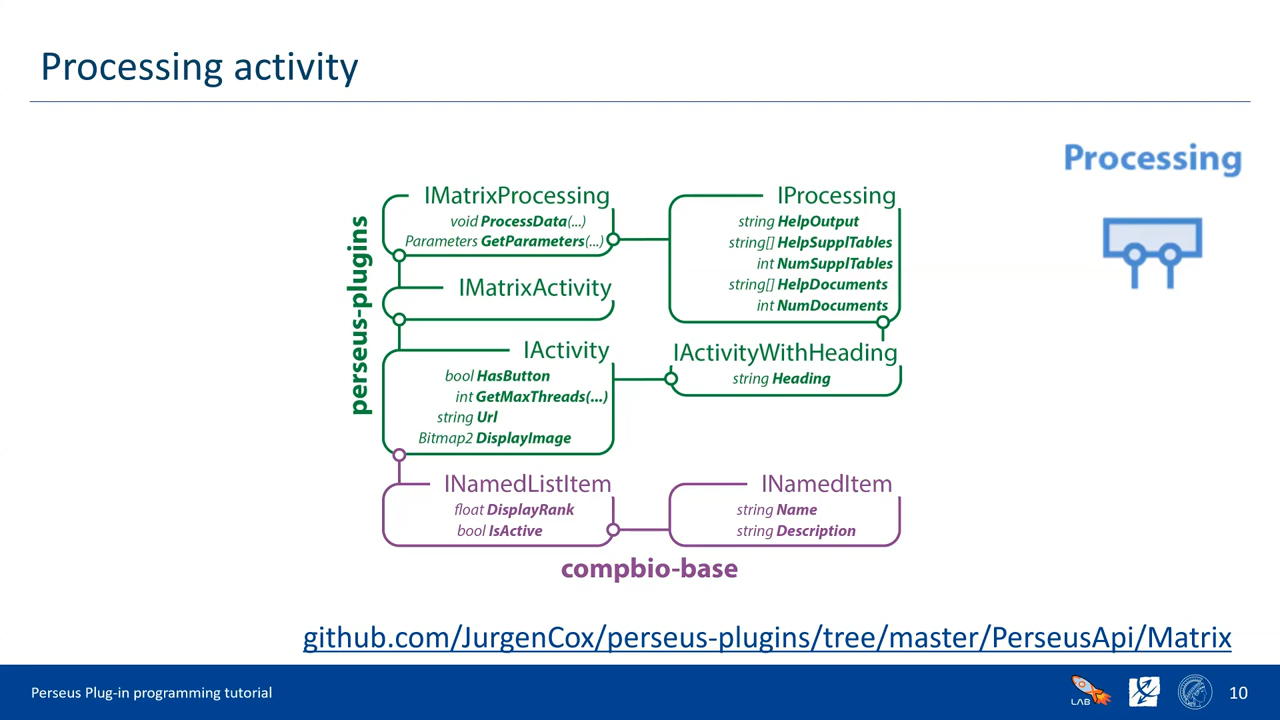 Processing activity
Processing
perseus-plugins
IMatrixProcessing
void ProcessData(...)
Parameters GetParameters(...)
IMatrixActivity
IActivity
bool HasButton
int GetMaxThreads(...)
string Url
Bitmap2 DisplayImage
INamedListItem
float DisplayRank
bool IsActive
IProcessing
string HelpOutput
string[] HelpSupplTables
int NumSupplTables
string[] HelpDocuments
int NumDocuments
IActivityWithHeading
string Heading
INamedItem
string Name
string Description
compbio-base
github.com/JurgenCox/perseus-plugins/tree/master/PerseusApi/Matrix
Perseus Plug-in programming tutorial
LAB
10